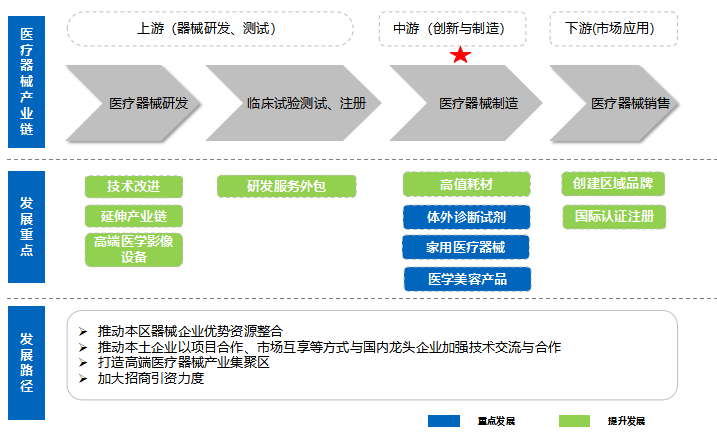 医疗器械产业链
上游（器械研发、测试）
中游（创新与制造）
下游(市场应用)
医疗器械研发
临床试验测试、注册
医疗器械制造
医疗器械销售
发展重点
技术改进
延伸产业链
高端医学影像
设备
研发服务外包
高值耗材
体外诊断试剂
家用医疗器械
医学美容产品
创建区域品牌
国际认证注册
发展路径
➢ 推动本区器械企业优势资源整合
➢ 推动本土企业以项目合作、市场互享等方式与国内龙头企业加强技术交流与合作
➢ 打造高端医疗器械产业集聚区
➢ 加大招商引资力度
重点发展
提升发展